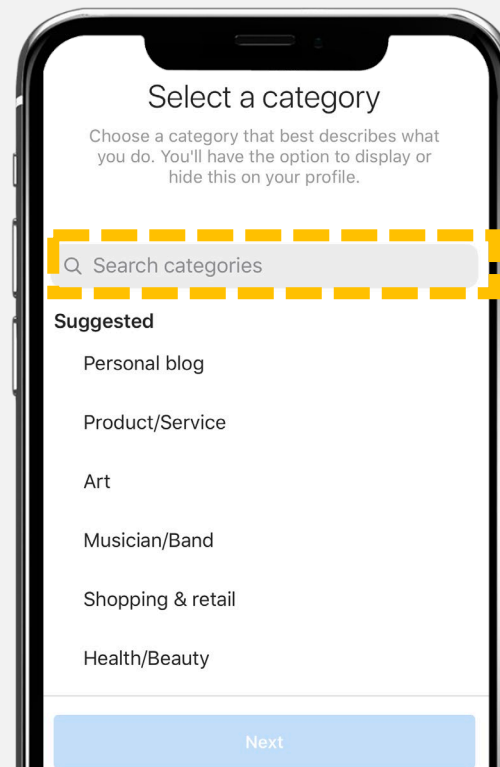 Select a category
Choose a category that best describes what
you do. You'll have the option to display or
hide this on your profile.
Search categories
Suggested
Personal blog
Product/Service
Art
Musician/Band
Shopping & retail
Health/Beauty
Next